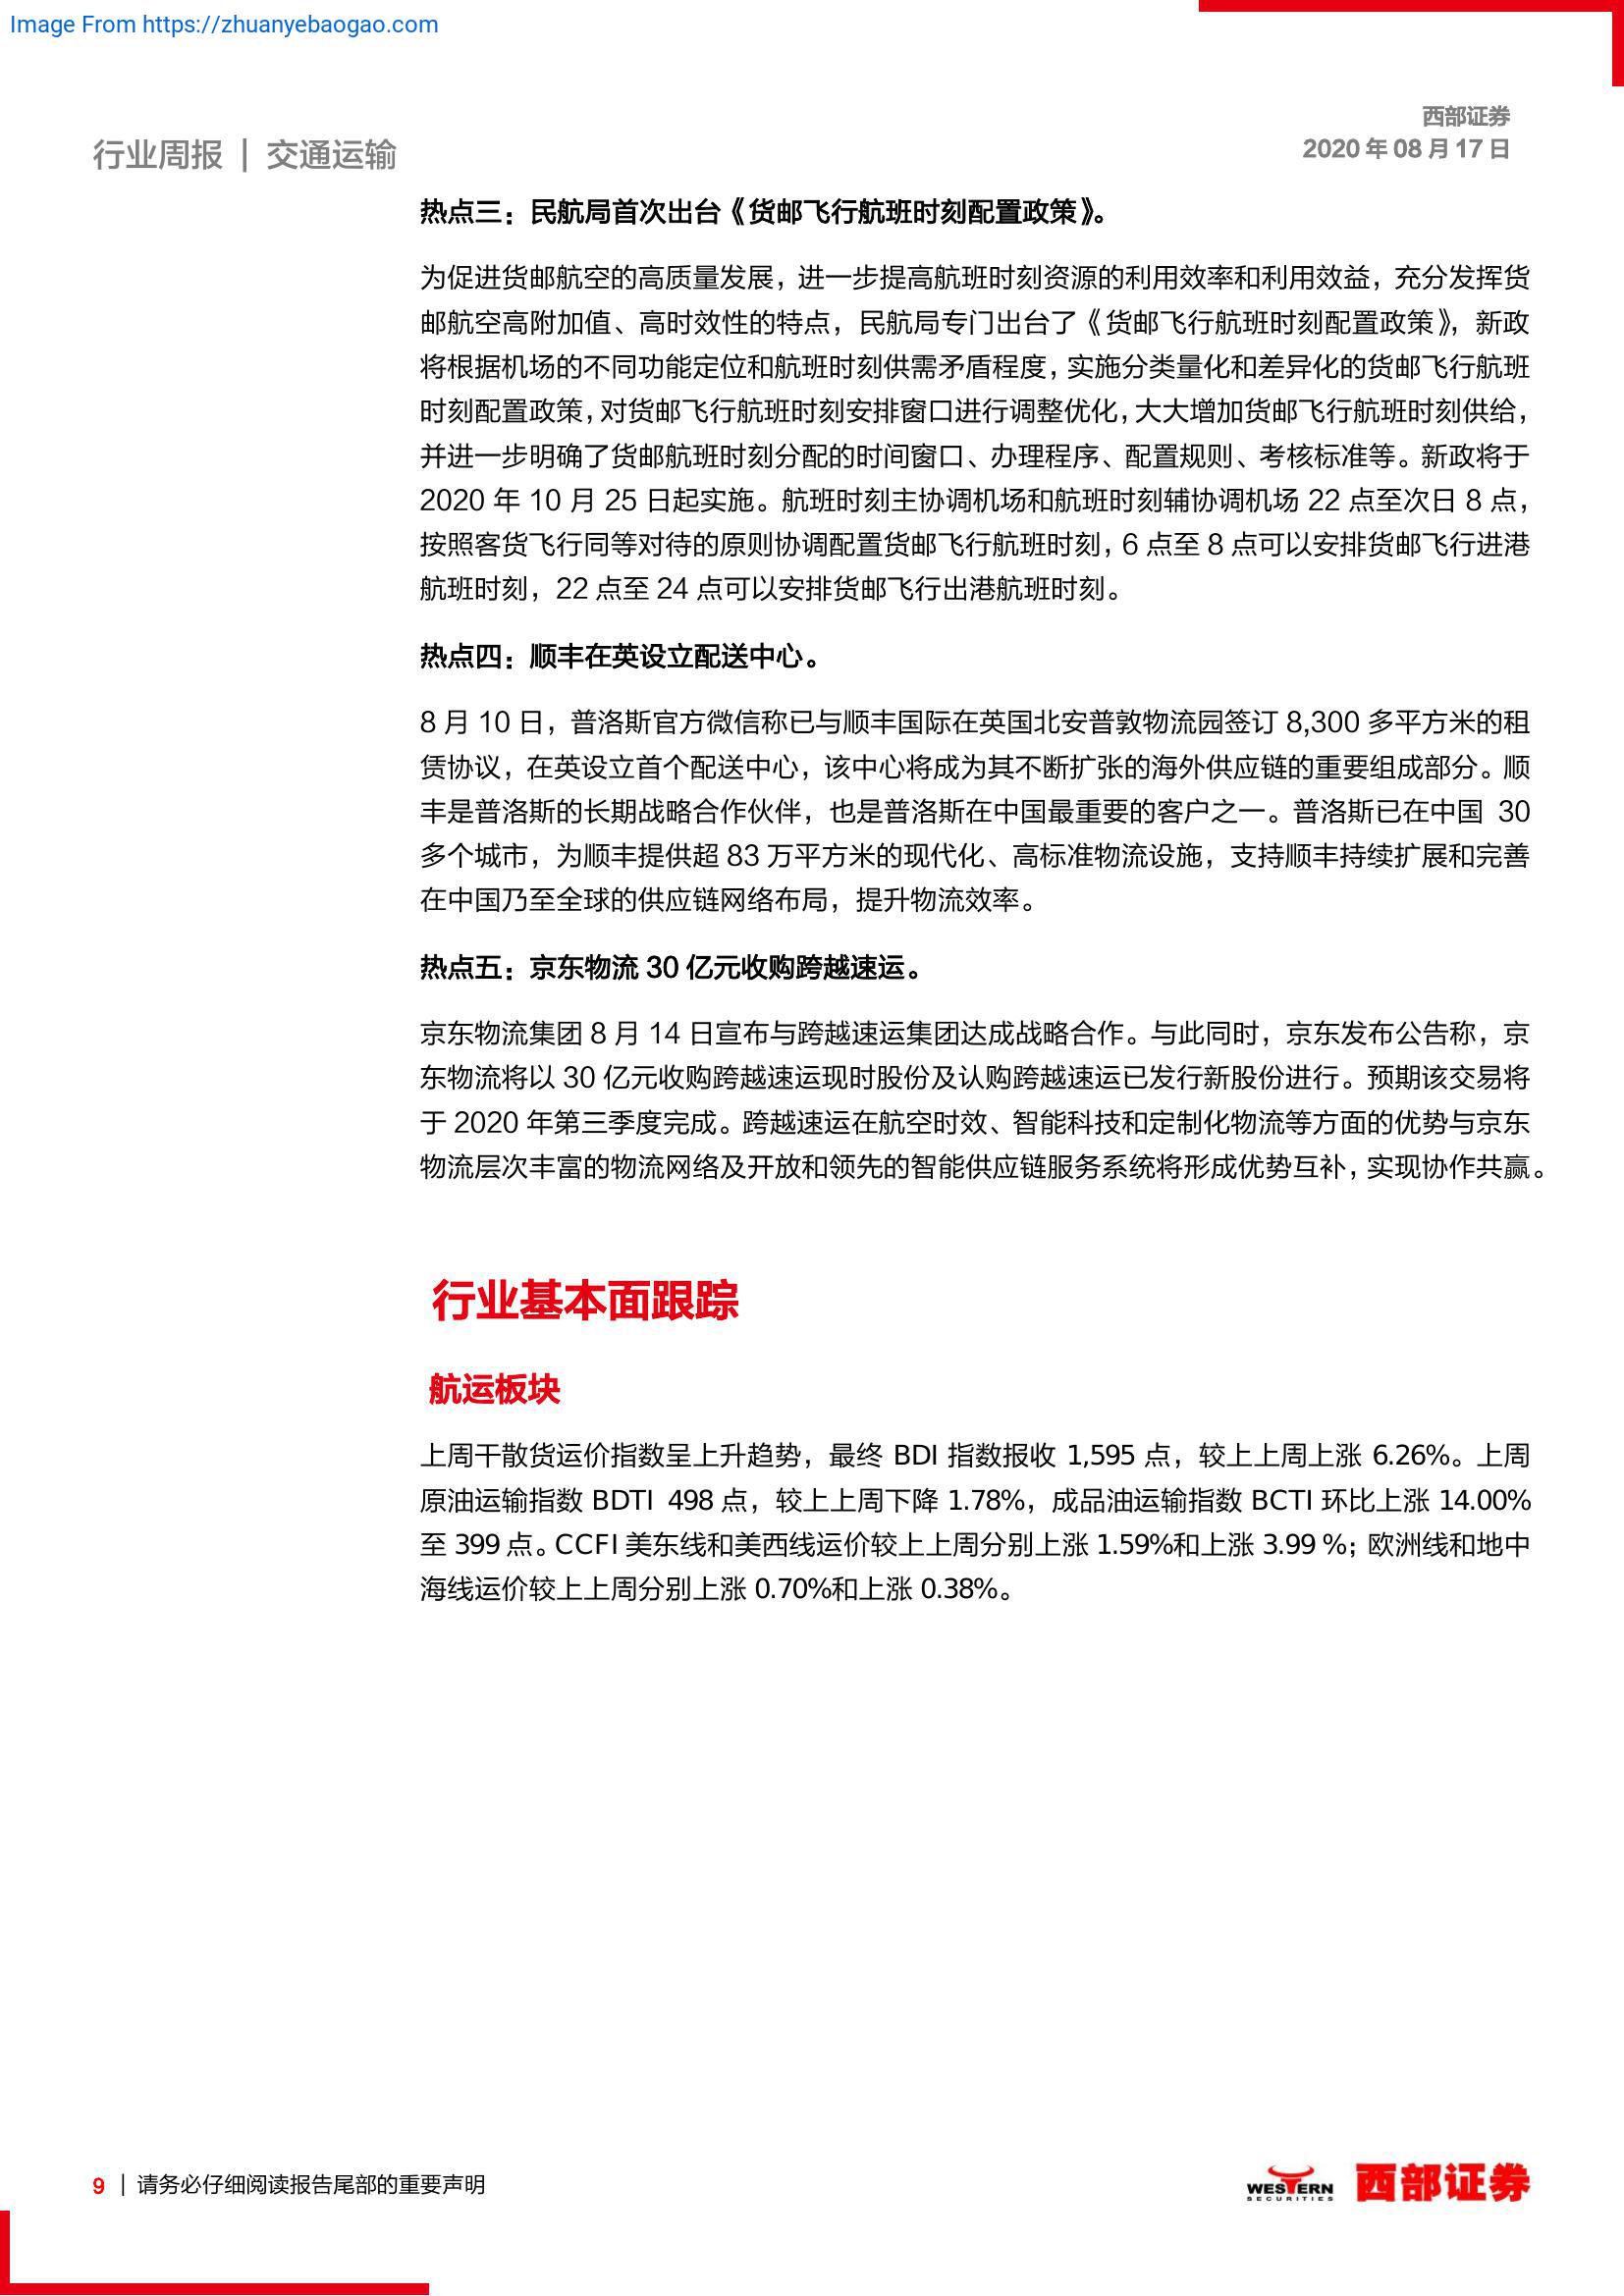 Image From https://zhuanyebaogao.com
西部证券
行业周报 | 交通运输
2020 年 08 月 17 日
热点三：民航局首次出台《货邮飞行航班时刻配置政策》。
为促进货邮航空的高质量发展，进一步提高航班时刻资源的利用效率和利用效益，充分发挥货
邮航空高附加值、高时效性的特点，民航局专门出台了《货邮飞行航班时刻配置政策》，新政
将根据机场的不同功能定位和航班时刻供需矛盾程度，实施分类量化和差异化的货邮飞行航班
时刻配置政策，对货邮飞行航班时刻安排窗口进行调整优化，大大增加货邮飞行航班时刻供给，
并进一步明确了货邮航班时刻分配的时间窗口、办理程序、配置规则、考核标准等。新政将于
2020 年 10 月 25 日起实施。航班时刻主协调机场和航班时刻辅协调机场 22 点至次日 8 点，
按照客货飞行同等对待的原则协调配置货邮飞行航班时刻，6 点至 8 点可以安排货邮飞行进港
航班时刻，22 点至 24 点可以安排货邮飞行出港航班时刻。
热点四：顺丰在英设立配送中心。
8 月 10 日，普洛斯官方微信称已与顺丰国际在英国北安普敦物流园签订 8,300 多平方米的租
赁协议，在英设立首个配送中心，该中心将成为其不断扩张的海外供应链的重要组成部分。顺
丰是普洛斯的长期战略合作伙伴，也是普洛斯在中国最重要的客户之一。普洛斯已在中国 30
多个城市，为顺丰提供超 83 万平方米的现代化、高标准物流设施，支持顺丰持续扩展和完善
在中国乃至全球的供应链网络布局，提升物流效率。
热点五：京东物流 30 亿元收购跨越速运。
京东物流集团 8 月 14 日宣布与跨越速运集团达成战略合作。与此同时，京东发布公告称，京
东物流将以 30 亿元收购跨越速运现时股份及认购跨越速运已发行新股份进行。预期该交易将
于 2020 年第三季度完成。跨越速运在航空时效、智能科技和定制化物流等方面的优势与京东
物流层次丰富的物流网络及开放和领先的智能供应链服务系统将形成优势互补，实现协作共赢。
行业基本面跟踪
航运板块
上周干散货运价指数呈上升趋势，最终 BDI 指数报收 1,595 点，较上上周上涨 6.26%。上周
原油运输指数 BDTI 498 点，较上上周下降 1.78%，成品油运输指数 BCTI 环比上涨 14.00%
至 399 点。CCFI 美东线和美西线运价较上上周分别上涨 1.59%和上涨 3.99 %；欧洲线和地中
海线运价较上上周分别上涨 0.70%和上涨 0.38%。
9 | 请务必仔细阅读报告尾部的重要声明
WESTERN
SECURITIES
西部证券